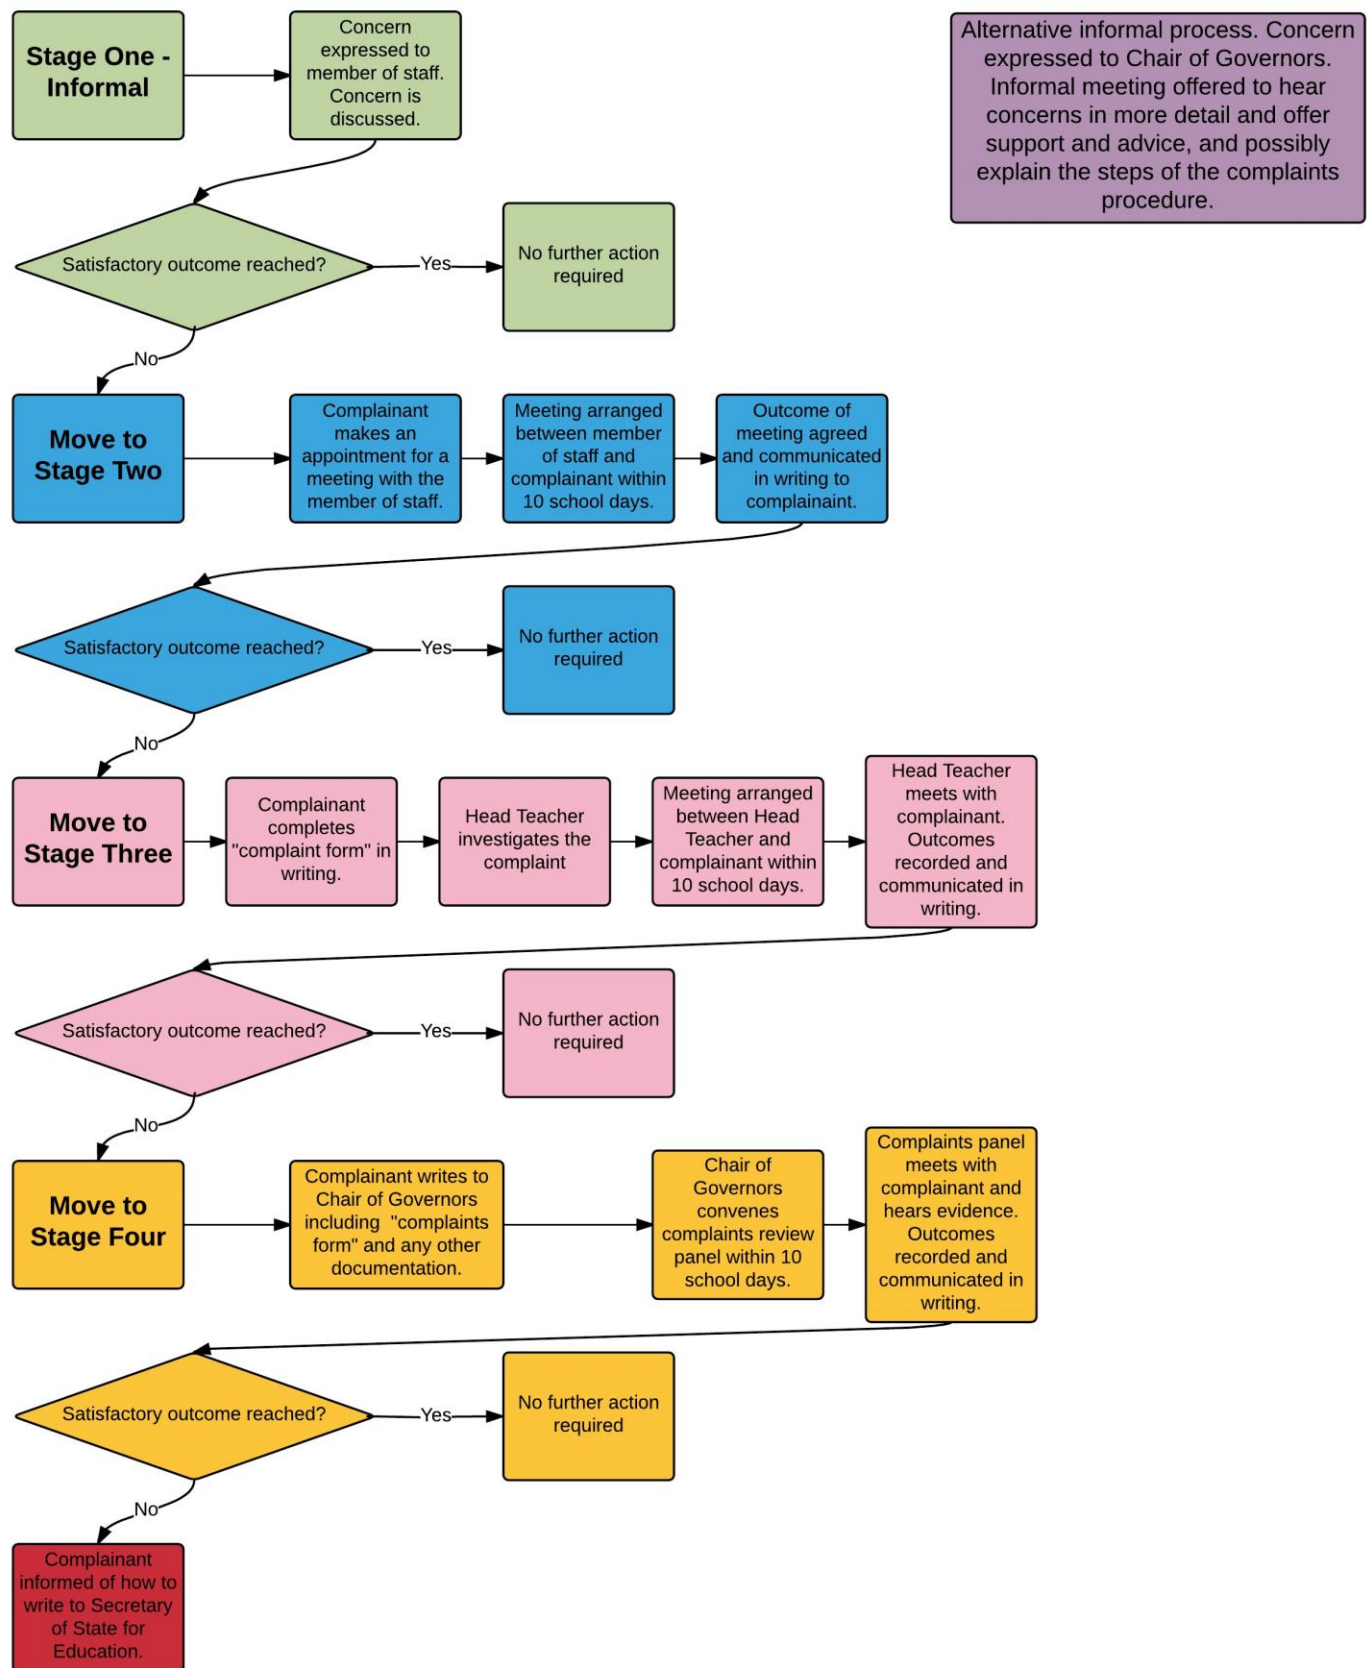 Stage One -
Informal
Concern
expressed to
member of staff.
Concern is
discussed.
Alternative informal process. Concern
expressed to Chair of Governors.
Informal meeting offered to hear
concerns in more detail and offer
support and advice, and possibly
explain the steps of the complaints
procedure.
Satisfactory outcome reached?
Yes
No further action
required
No
Move to
Stage Two
Complainant
makes an
appointment for a
meeting with the
member of staff.
Meeting arranged
between member
of staff and
complainant within
10 school days.
Outcome of
meeting agreed
and communicated
in writing to
complainaint.
Satisfactory outcome reached?
Yes
No further action
required
No
Move to
Stage Three
Complainant
completes
"complaint form" in
writing.
Head Teacher
investigates the
complaint
Meeting arranged
between Head
Teacher and
complainant within
10 school days.
Head Teacher
meets with
complainant.
Outcomes
recorded and
communicated in
writing.
Satisfactory outcome reached?
Yes
No further action
required
No
Move to
Stage Four
Complainant writes to
Chair of Governors
including "complaints
form" and any other
documentation.
Chair of
Governors
convenes
complaints review
panel within 10
school days.
Complaints panel
meets with
complainant and
hears evidence.
Outcomes
recorded and
communicated in
writing.
Satisfactory outcome reached?
Yes
No further action
required
No
Complainant
informed of how to
write to Secretary
of State for
Education.